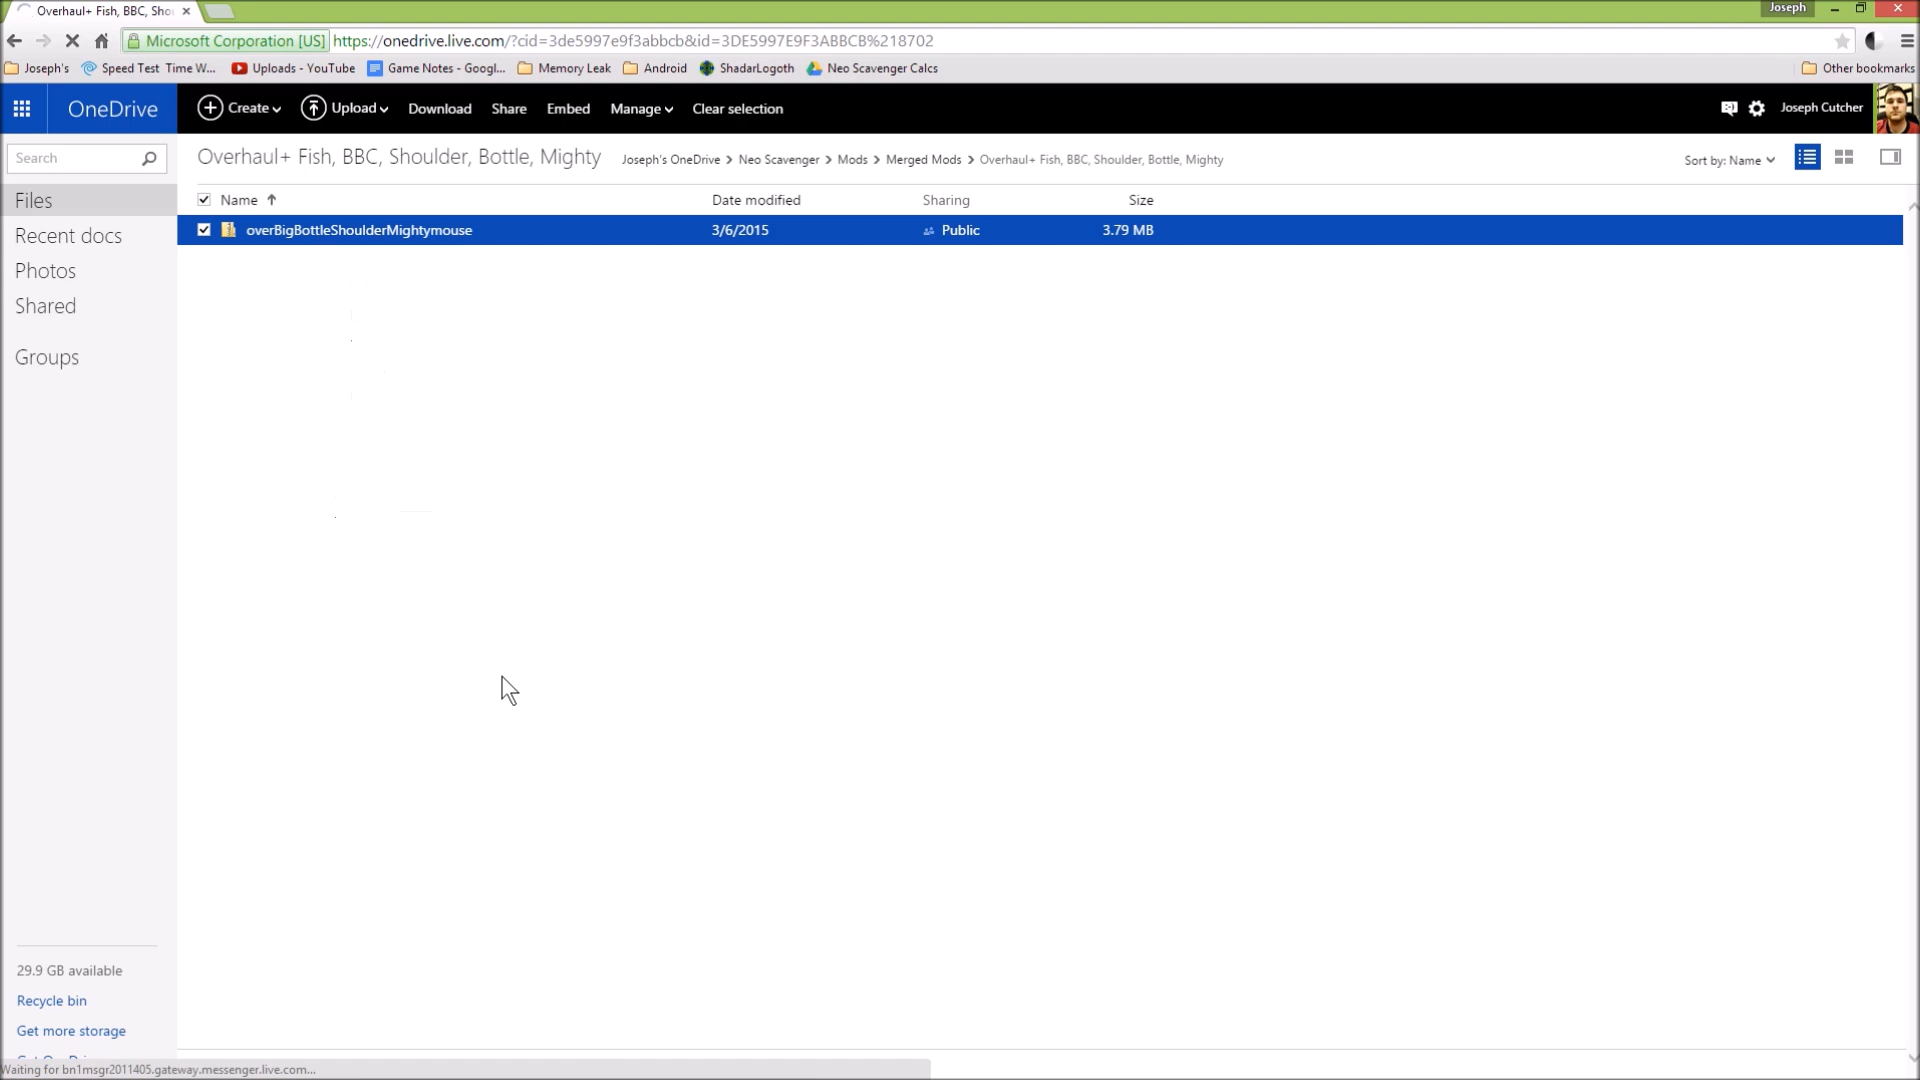 Overhaul+ Fish, BBC, Sho
Joseph
Microsoft Corporation [US] https://onedrive.live.com/?cid=3de5997e9f3abbcb&id=3DE5997E9F3ABBCB%218702
Joseph's Speed Test Time W... Uploads - YouTube Game Notes - Googl... Memory Leak Android ShadarLogoth Neo Scavenger Calcs Other bookmarks
OneDrive Create Upload Download Share Embed Manage Clear selection Joseph Cutcher
Search
Overhaul+ Fish, BBC, Shoulder, Bottle, Mighty Joseph's OneDrive > Neo Scavenger > Mods > Merged Mods > Overhaul+ Fish, BBC, Shoulder, Bottle, Mighty Sort by: Name
Name Date modified Sharing Size
overBigBottleShoulderMightymouse 3/6/2015 Public 3.79 MB
Files
Recent docs
Photos
Shared
Groups
29.9 GB available
Recycle bin
Get more storage
Waiting for bn1msgr2011405.gateway.messenger.live.com...